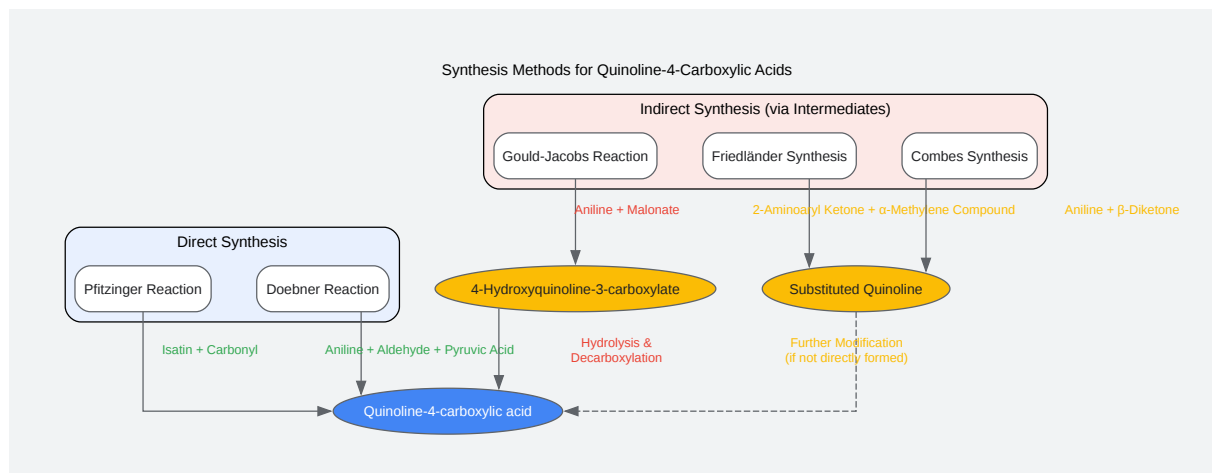 Synthesis Methods for Quinoline-4-Carboxylic Acids
Indirect Synthesis (via Intermediates)
Gould-Jacobs Reaction
Friedländer Synthesis
Combes Synthesis
Aniline + Malonate
2-Aminoaryl Ketone + α-Methylene Compound
Aniline + β-Diketone
Direct Synthesis
Pfitzinger Reaction
Doebner Reaction
4-Hydroxyquinoline-3-carboxylate
Substituted Quinoline
Isatin + Carbonyl
Aniline + Aldehyde + Pyruvic Acid
Hydrolysis &
Decarboxylation
Further Modification
(if not directly formed)
Quinoline-4-carboxylic acid